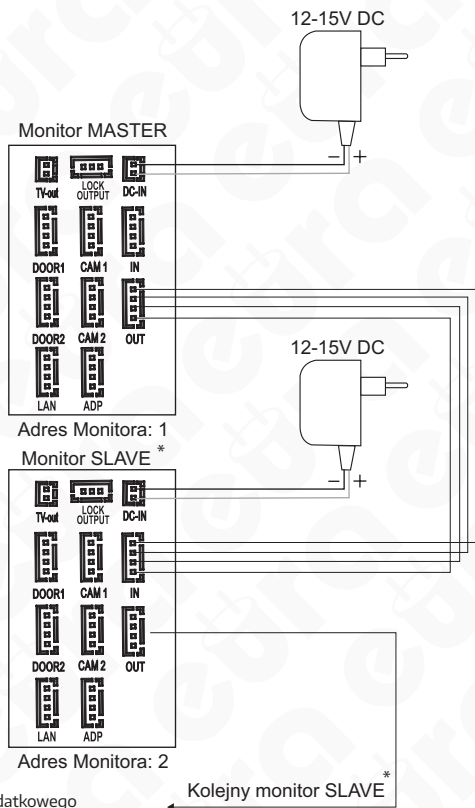 12-15V DC
Monitor MASTER
– +
TV-out LOCK OUTPUT DC-IN
DOOR1 CAM 1 IN
DOOR2 CAM 2 OUT
LAN ADP
Adres Monitora: 1
12-15V DC
Monitor SLAVE *
– +
TV-out LOCK OUTPUT DC-IN
DOOR1 CAM 1 IN
DOOR2 CAM 2 OUT
LAN ADP
Adres Monitora: 2
Kolejny monitor SLAVE *
datkowego
eura